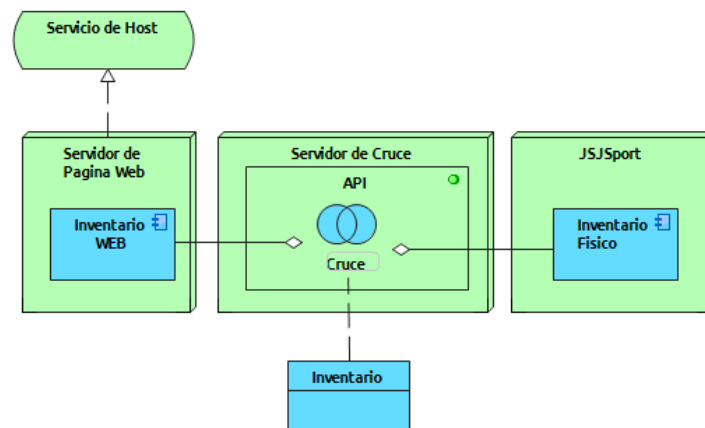 Servicio de Host
Servidor de
Pagina Web
Servidor de Cruce
JSJSport
API
Inventario
WEB
Inventario
Fisico
Cruce
Inventario